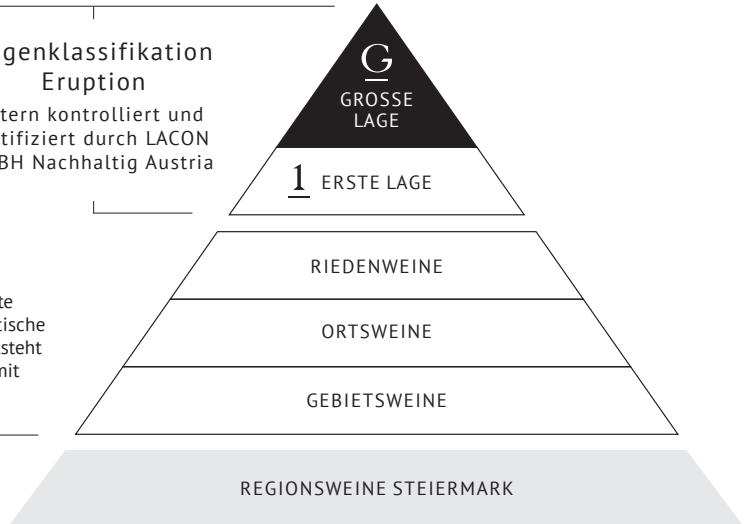 genklassifikation
Eruption
tern kontrolliert und
tifiziert durch LACON
BH Nachhaltig Austria
G
GROSSE
LAGE
1 ERSTE LAGE
RIEDENWEINE
te
tische
steht
mit
ORTSWEINE
GEBIETSWEINE
REGIONSWEINE STEIERMARK